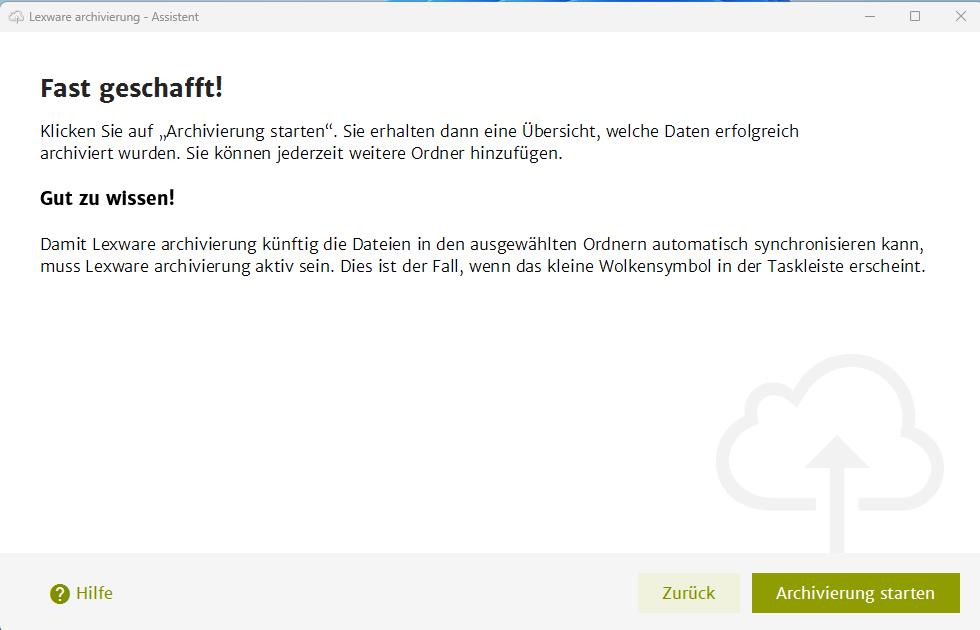 Lexware archivierung - Assistent
Fast geschafft!
Klicken Sie auf „Archivierung starten“. Sie erhalten dann eine Übersicht, welche Daten erfolgreich
archiviert wurden. Sie können jederzeit weitere Ordner hinzufügen.
Gut zu wissen!
Damit Lexware archivierung künftig die Dateien in den ausgewählten Ordnern automatisch synchronisieren kann,
muss Lexware archivierung aktiv sein. Dies ist der Fall, wenn das kleine Wolkensymbol in der Taskleiste erscheint.
? Hilfe
Zurück
Archivierung starten